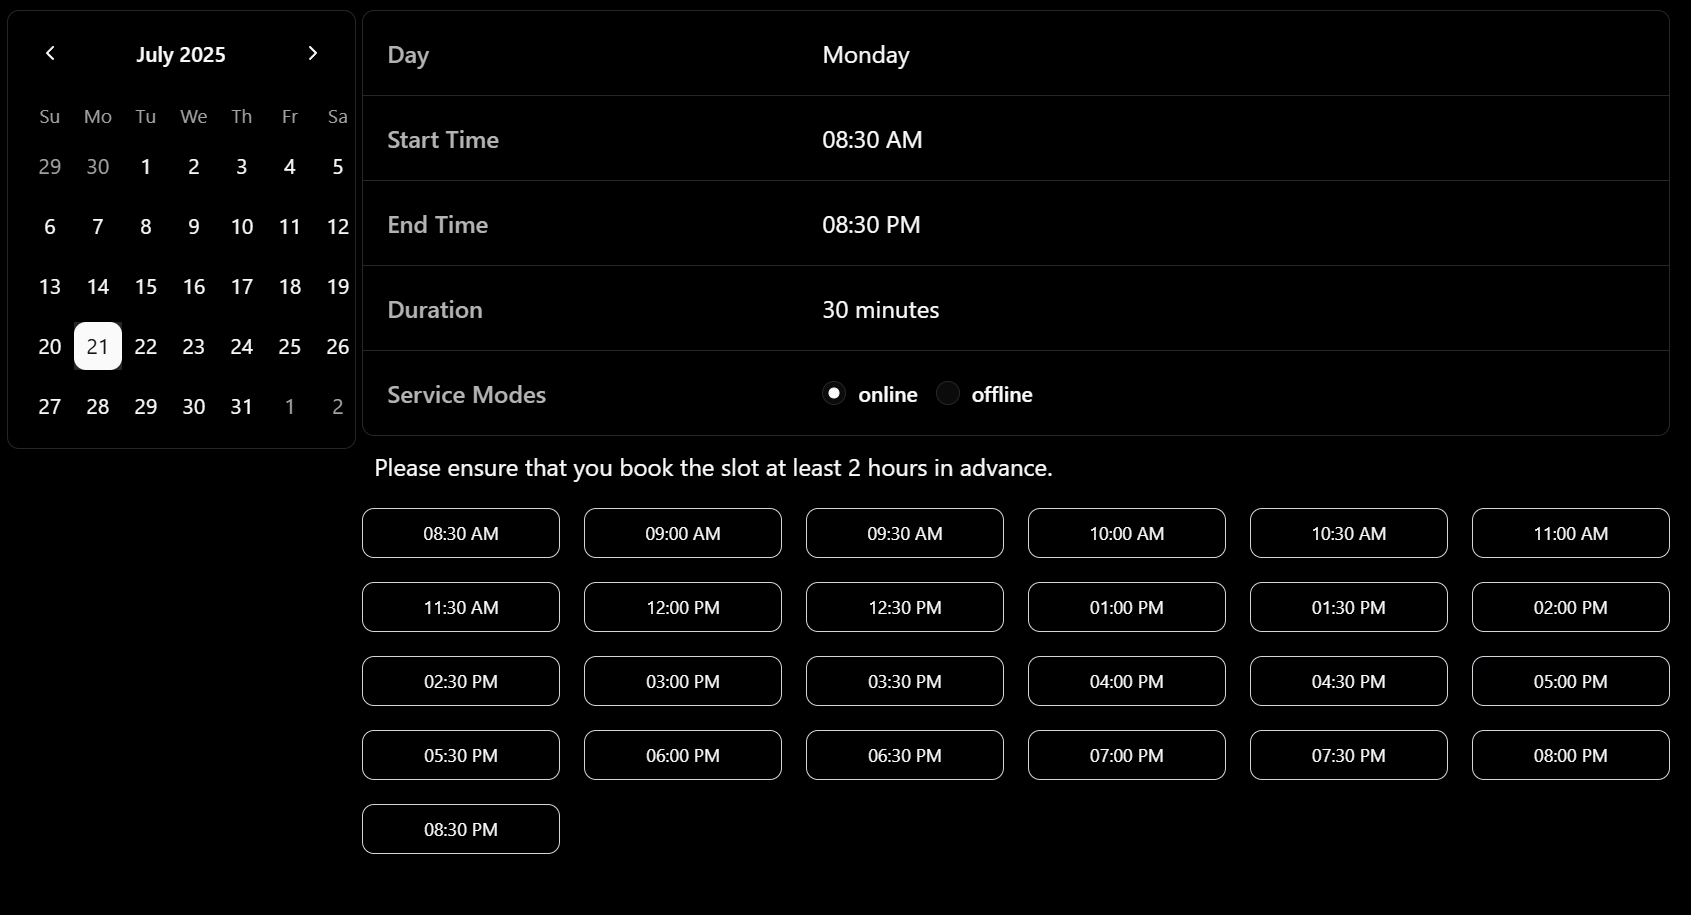 July 2025
Su Mo Tu We Th Fr Sa
29 30 1 2 3 4 5
6 7 8 9 10 11 12
13 14 15 16 17 18 19
20 21 22 23 24 25 26
27 28 29 30 31 1 2
Day Monday
Start Time 08:30 AM
End Time 08:30 PM
Duration 30 minutes
Service Modes online offline
Please ensure that you book the slot at least 2 hours in advance.
08:30 AM 09:00 AM 09:30 AM 10:00 AM 10:30 AM 11:00 AM
11:30 AM 12:00 PM 12:30 PM 01:00 PM 01:30 PM 02:00 PM
02:30 PM 03:00 PM 03:30 PM 04:00 PM 04:30 PM 05:00 PM
05:30 PM 06:00 PM 06:30 PM 07:00 PM 07:30 PM 08:00 PM
08:30 PM